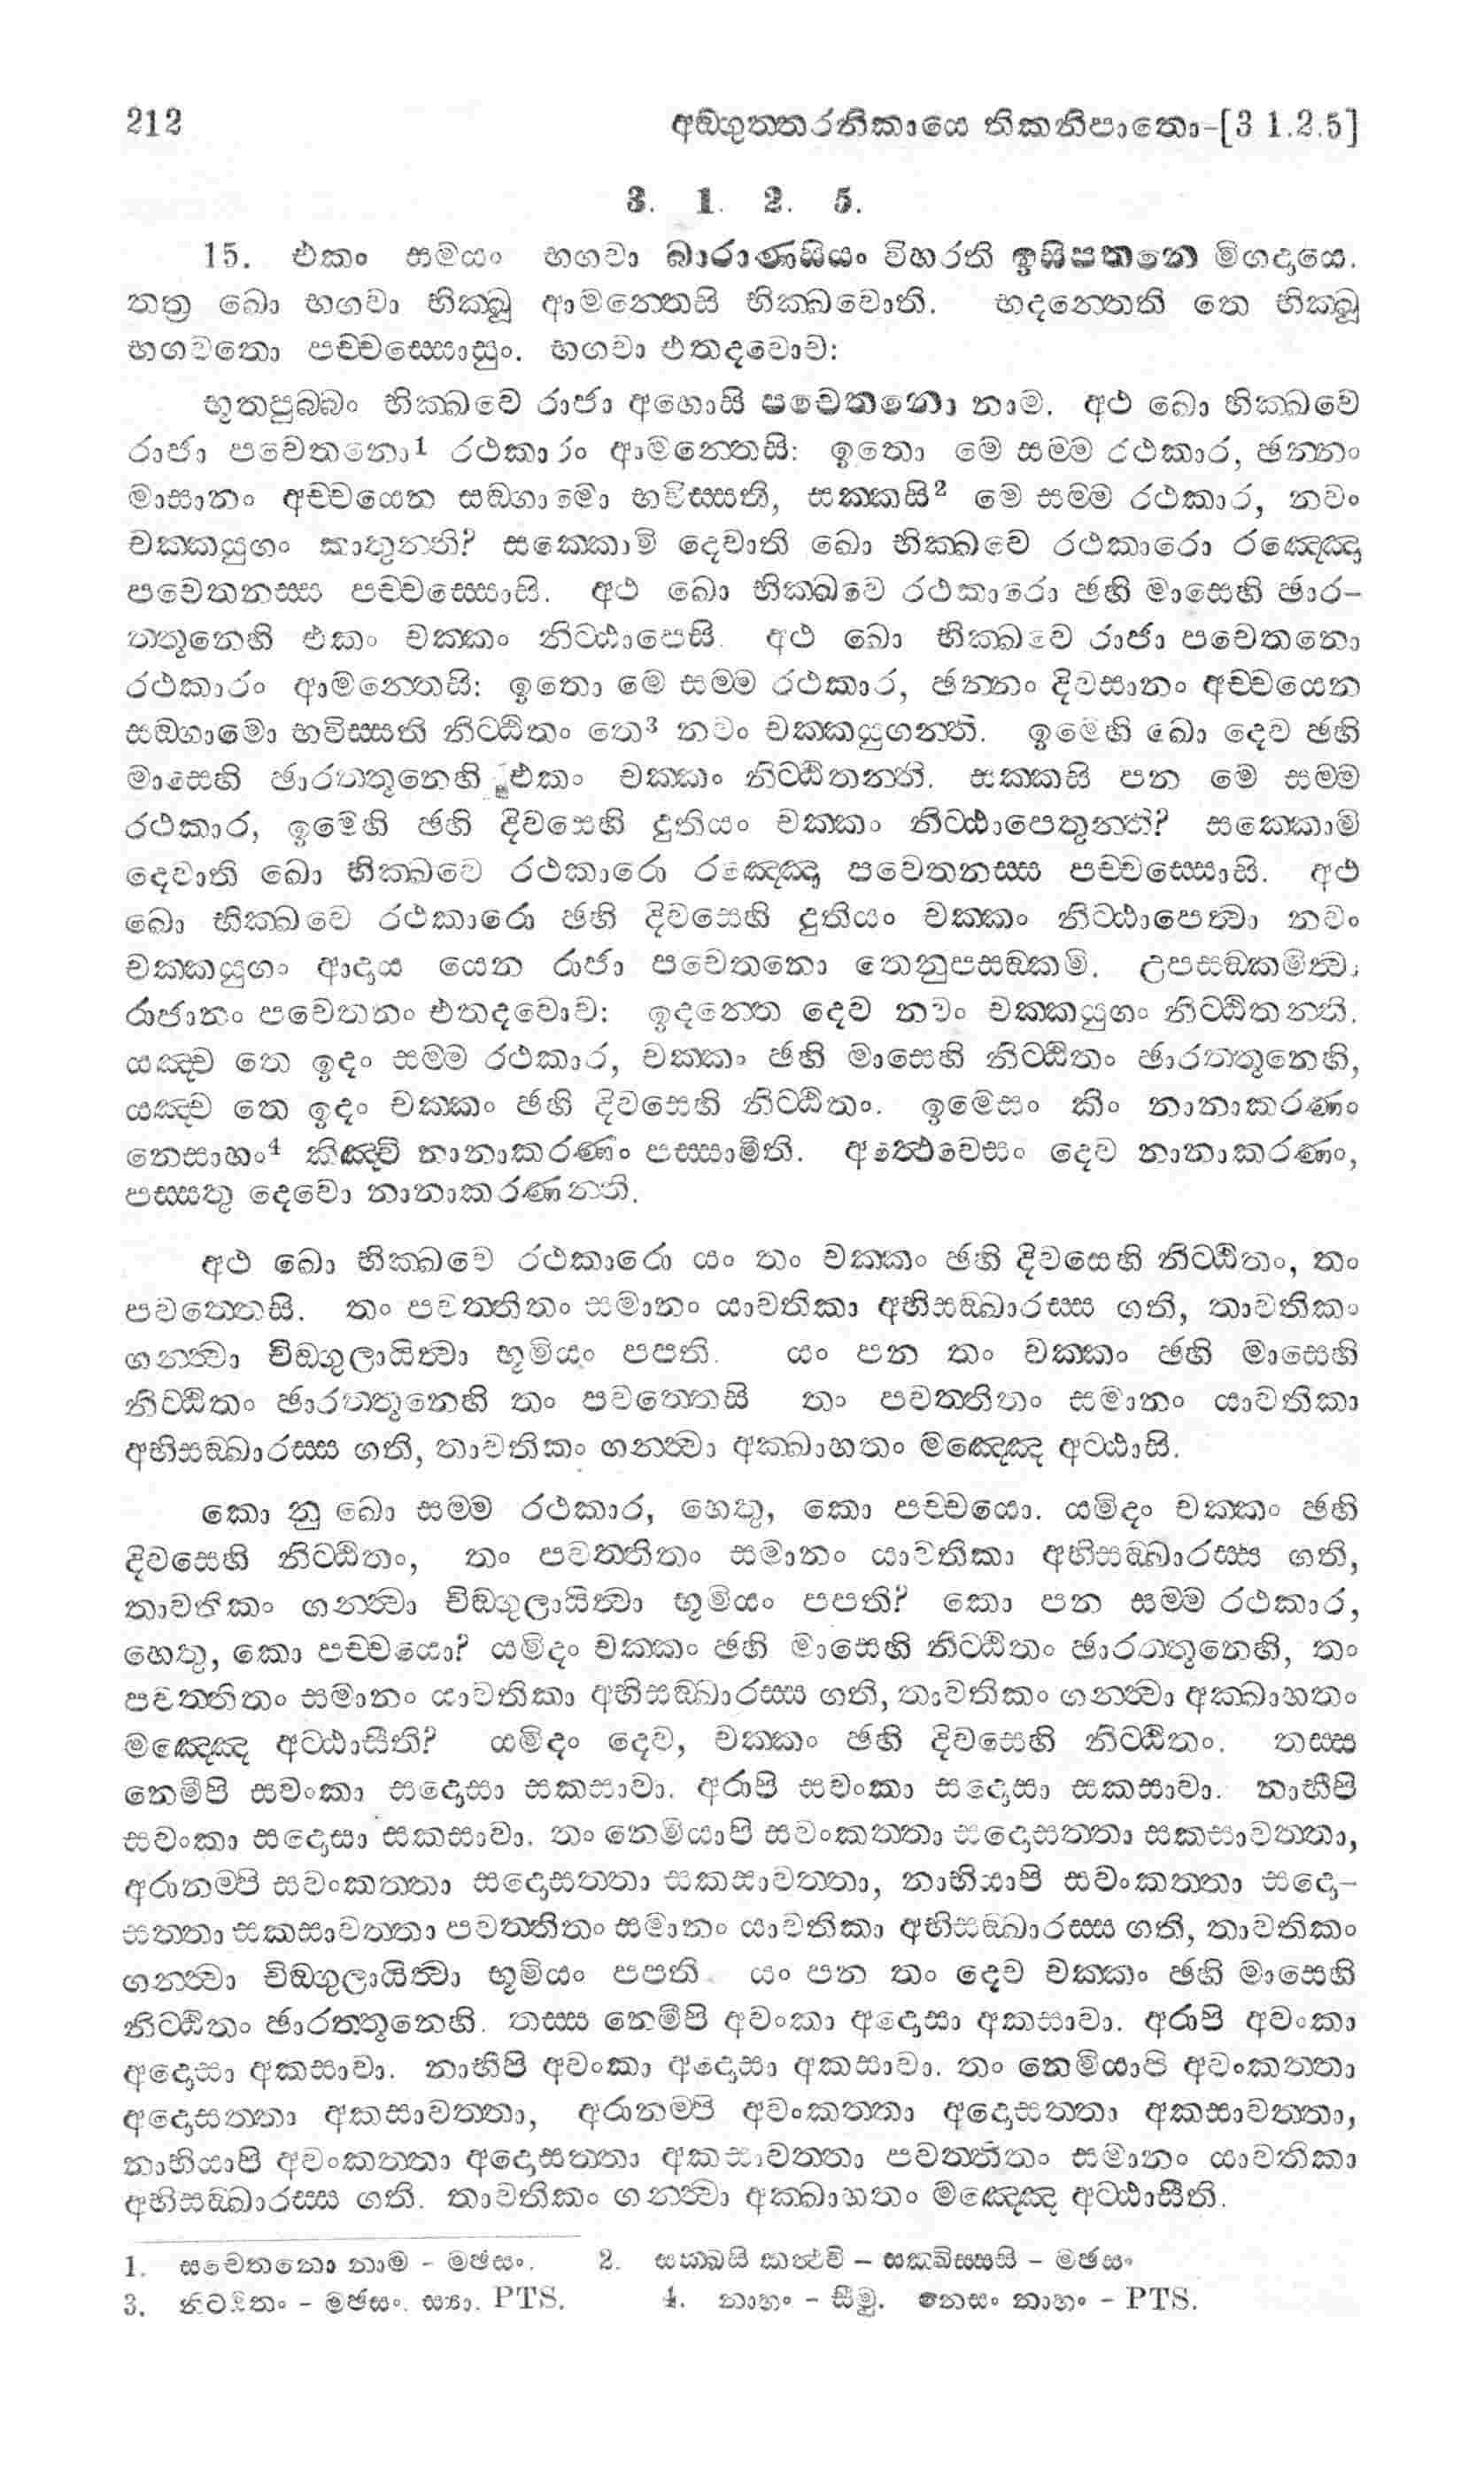 212 අඞ්ගුත්තරනිකායෙ තිකනිපාතො-[3 1.2.5]
3. 1. 2. 5.
15. එකං සමයං භගවා බාරාණසියං විහරති ඉසිපතනෙ මිගදායෙ.
තත්‍ර ඛො භගවා භික්ඛූ ආමන්තෙසි භික්ඛවොති. භදන්තෙති තෙ භික්ඛූ
භගවතො පච්චස්සොසුං. භගවා එතදවොච:
භූතපුබ්බං භික්ඛවෙ රාජා අහොසි පචෙතනො නාම. අථ ඛො භික්ඛවෙ
රාජා පචෙතනො1 රථකාරං ආමන්තෙසි: ඉතො මෙ සම්ම රථකාර, ඡන්නං
මාසානං අච්චයෙන සඞ්ගාමො භවිස්සති, සක්කසි2 මෙ සම්ම රථකාර, නවං
චක්කයුගං කාතුන්ති? සක්කොමි දෙවාති ඛො භික්ඛවෙ රථකාරො රඤ්ඤො
පචෙතනස්ස පච්චස්සොසි. අථ ඛො භික්ඛවෙ රථකාරො ඡහි මාසෙහි ඡාර-
ත්තූනෙහි එකං චක්කං නිට්ඨාපෙසි. අථ ඛො භික්ඛවෙ රාජා පචෙතනො
රථකාරං ආමන්තෙසි: ඉතො මෙ සම්ම රථකාර, ඡන්නං දිවසානං අච්චයෙන
සඞ්ගාමො භවිස්සති නිට්ඨිතං තෙ3 නවං චක්කයුගන්ති. ඉමෙහි ඛො දෙව ඡහි
මාසෙහි ඡාරත්තූනෙහි එකං චක්කං නිට්ඨිතන්ති. සක්කසි පන මෙ සම්ම
රථකාර, ඉමෙහි ඡහි දිවසෙහි දුතියං චක්කං නිට්ඨාපෙතුන්ති? සක්කොමි
දෙවාති ඛො භික්ඛවෙ රථකාරො රඤ්ඤො පචෙතනස්ස පච්චස්සොසි. අථ
ඛො භික්ඛවෙ රථකාරො ඡහි දිවසෙහි දුතියං චක්කං නිට්ඨාපෙත්‍වා නවං
චක්කයුගං ආදාය යෙන රාජා පචෙතනො තෙනුපසඞ්කමි. උපසඞ්කමිත්‍වා
රාජානං පචෙතනං එතදවොච: ඉදන්තෙ දෙව නවං චක්කයුගං නිට්ඨිතන්ති.
යඤ්ච තෙ ඉදං සම්ම රථකාර, චක්කං ඡහි මාසෙහි නිට්ඨිතං ඡාරත්තූනෙහි,
යඤ්ච තෙ ඉදං චක්කං ඡහි දිවසෙහි නිට්ඨිතං. ඉමෙසං කිං නානාකරණං
නෙසාහං4 කිඤ්චි නානාකරණං පස්සාමීති. අත්ථෙවෙසං දෙව නානාකරණං,
පස්සතු දෙවො නානාකරණන්ති.
අථ ඛො භික්ඛවෙ රථකාරො යං තං චක්කං ඡහි දිවසෙහි නිට්ඨිතං, තං
පවත්තෙසි. තං පවත්තිතං සමානං යාවතිකා අභිසඞ්ඛාරස්ස ගති, තාවතිකං
ගන්ත්‍වා චිඞ්ගුලායිත්‍වා භූමියං පපති. යං පන තං චක්කං ඡහි මාසෙහි
නිට්ඨිතං ඡාරත්තූනෙහි තං පවත්තෙසි තං පවත්තිතං සමානං යාවතිකා
අභිසඞ්ඛාරස්ස ගති, තාවතිකං ගන්ත්‍වා අක්ඛාහතං මඤ්ඤෙ අට්ඨාසි.
කො නු ඛො සම්ම රථකාර, හෙතු, කො පච්චයො. යමිදං චක්කං ඡහි
දිවසෙහි නිට්ඨිතං, තං පවත්තිතං සමානං යාවතිකා අභිසඞ්ඛාරස්ස ගති,
තාවතිකං ගන්ත්‍වා චිඞ්ගුලායිත්‍වා භූමියං පපති? කො පන සම්ම රථකාර,
හෙතු, කො පච්චයො? යමිදං චක්කං ඡහි මාසෙහි නිට්ඨිතං ඡාරත්තූනෙහි, තං
පවත්තිතං සමානං යාවතිකා අභිසඞ්ඛාරස්ස ගති, තාවතිකං ගන්ත්‍වා අක්ඛාහතං
මඤ්ඤෙ අට්ඨාසීති? යමිදං දෙව, චක්කං ඡහි දිවසෙහි නිට්ඨිතං. තස්ස
නෙමීපි සවංකා සදොසා සකසාවා. අරාපි සවංකා සදොසා සකසාවා. නාභීපි
සවංකා සදොසා සකසාවා. තං නෙමියාපි සවංකත්තා සදොසත්තා සකසාවත්තා,
අරානම්පි සවංකත්තා සදොසත්තා සකසාවත්තා, නාභියාපි සවංකත්තා සදො-
සත්තා සකසාවත්තා පවත්තිතං සමානං යාවතිකා අභිසඞ්ඛාරස්ස ගති, තාවතිකං
ගන්ත්‍වා චිඞ්ගුලායිත්‍වා භූමියං පපති. යං පන තං දෙව චක්කං ඡහි මාසෙහි
නිට්ඨිතං ඡාරත්තූනෙහි. තස්ස නෙමීපි අවංකා අදොසා අකසාවා. අරාපි අවංකා
අදොසා අකසාවා. නාභීපි අවංකා අදොසා අකසාවා. තං නෙමියාපි අවංකත්තා
අදොසත්තා අකසාවත්තා, අරානම්පි අවංකත්තා අදොසත්තා අකසාවත්තා,
නාභියාපි අවංකත්තා අදොසත්තා අකසාවත්තා පවත්තිතං සමානං යාවතිකා
අභිසඞ්ඛාරස්ස ගති. තාවතිකං ගන්ත්‍වා අක්ඛාහතං මඤ්ඤෙ අට්ඨාසීති.
1. සචෙතනො නාම - මඡසං. 2. සක්ඛසි - සක්ඛිස්සසි - මඡසං
3. නිට්ඨිතං - මඡසං. ස්‍යා. PTS. 4. නාහං - සීමු. නෙසං නාහං - PTS.